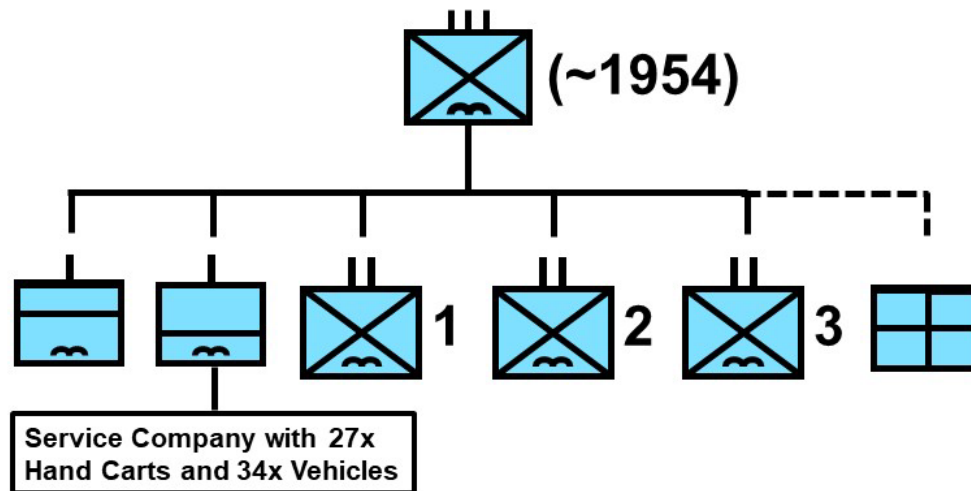 (~1954)
1
2
3
Service Company with 27x
Hand Carts and 34x Vehicles